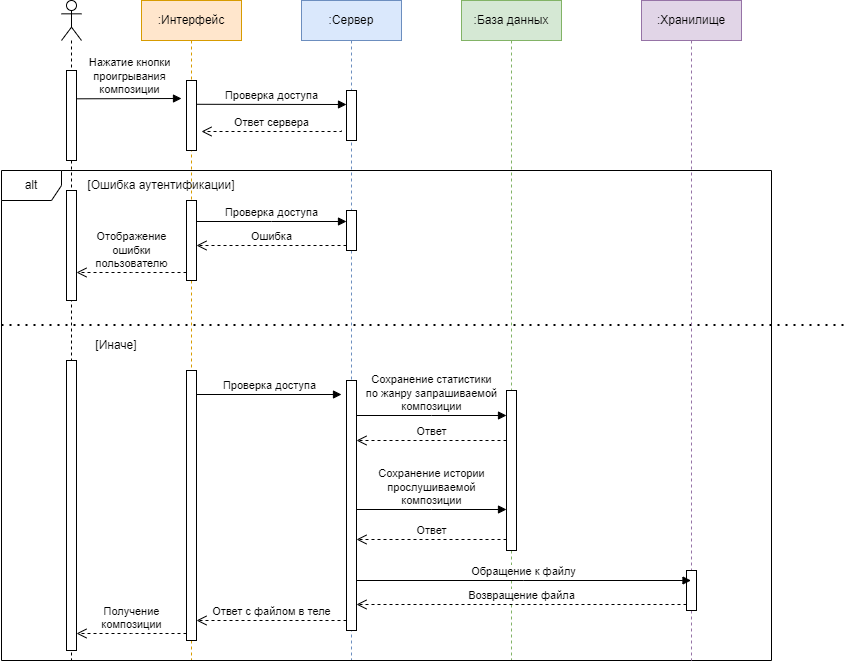 :Интерфейс
:Сервер
:База данных
:Хранилище
Нажатие кнопки
проигрывания
композиции
Проверка доступа
Ответ сервера
alt
[Ошибка аутентификации]
Проверка доступа
Ошибка
Отображение
ошибки
пользователю
[Иначе]
Проверка доступа
Сохранение статистики
по жанру запрашиваемой
композиции
Ответ
Сохранение истории
прослушиваемой
композиции
Ответ
Обращение к файлу
Возвращение файла
Ответ с файлом в теле
Получение
композиции